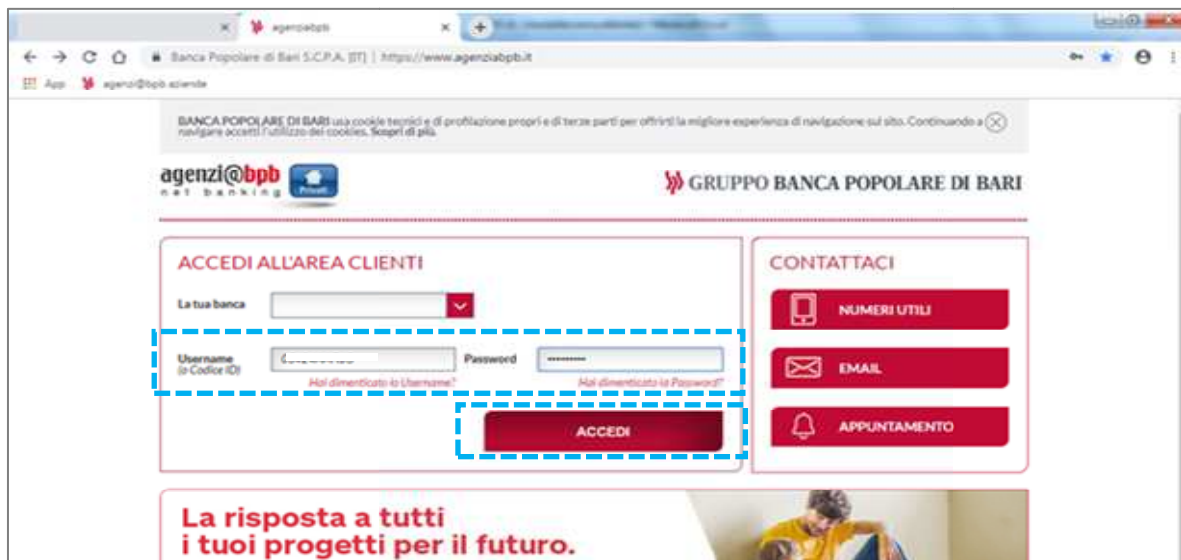 agenziabpb
Banca Popolare di Bari S.C.P.A. [IT] | https://www.agenziabpb.it
App agenzi@bpb aziende
BANCA POPOLARE DI BARI usa cookie tecnici e di profilazione propri e di terze parti per offrirti la migliore esperienza di navigazione sul sito. Continuando a
navigare accetti l'utilizzo dei cookies. Scopri di più.
agenzi@bpb
net banking
Privati
GRUPPO BANCA POPOLARE DI BARI
ACCEDI ALL'AREA CLIENTI
CONTATTACI
La tua banca
NUMERI UTILI
Username
(o Codice ID)
Password
Hai dimenticato la Username?
Hai dimenticato la Password?
EMAIL
ACCEDI
APPUNTAMENTO
La risposta a tutti
i tuoi progetti per il futuro.